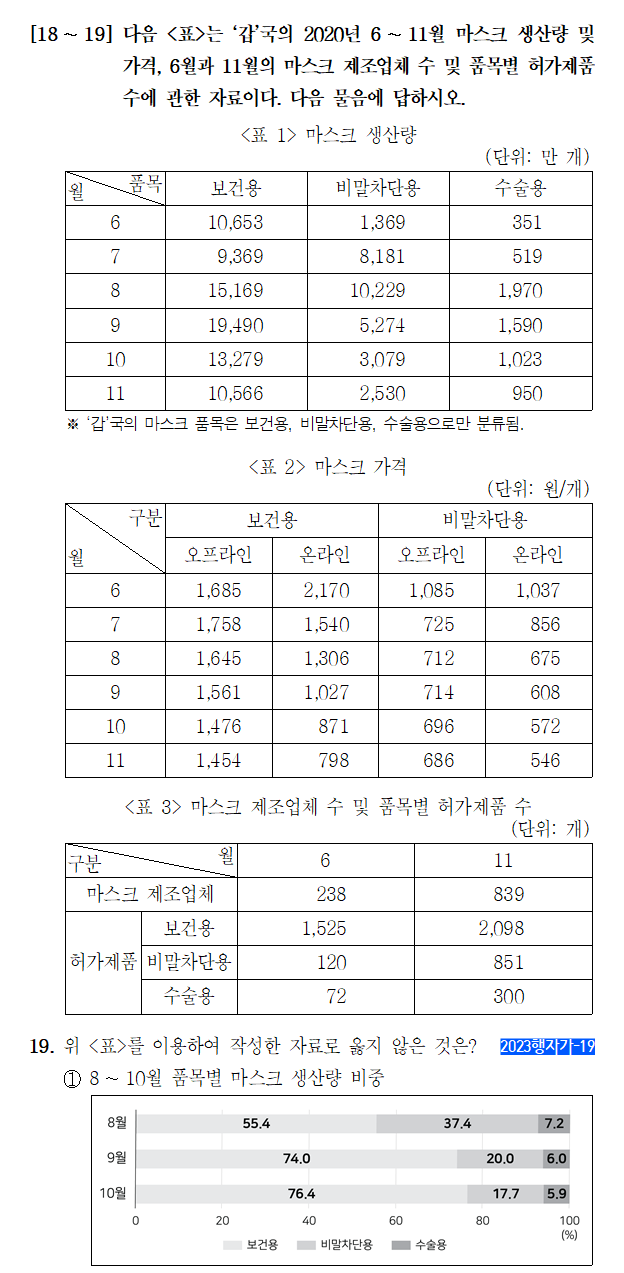 [18～19] 다음 <표>는 ‘갑’국의 2020년 6～11월 마스크 생산량 및
가격, 6월과 11월의 마스크 제조업체 수 및 품목별 허가제품
수에 관한 자료이다. 다음 물음에 답하시오.
<표 1> 마스크 생산량
(단위: 만 개)
월 품목 보건용 비말차단용 수술용
6 10,653 1,369 351
7 9,369 8,181 519
8 15,169 10,229 1,970
9 19,490 5,274 1,590
10 13,279 3,079 1,023
11 10,566 2,530 950
※ ‘갑’국의 마스크 품목은 보건용, 비말차단용, 수술용으로만 분류됨.
<표 2> 마스크 가격
(단위: 원/개)
구분 보건용 비말차단용
월 오프라인 온라인 오프라인 온라인
6 1,685 2,170 1,085 1,037
7 1,758 1,540 725 856
8 1,645 1,306 712 675
9 1,561 1,027 714 608
10 1,476 871 696 572
11 1,454 798 686 546
<표 3> 마스크 제조업체 수 및 품목별 허가제품 수
(단위: 개)
구분 월 6 11
마스크 제조업체 238 839
보건용 1,525 2,098
허가제품 비말차단용 120 851
수술용 72 300
19. 위 <표>를 이용하여 작성한 자료로 옳지 않은 것은? 2023행자가-19
① 8～10월 품목별 마스크 생산량 비중
8월 55.4 37.4 7.2
9월 74.0 20.0 6.0
10월 76.4 17.7 5.9
0 20 40 60 80 100
(%)
보건용 비말차단용 수술용